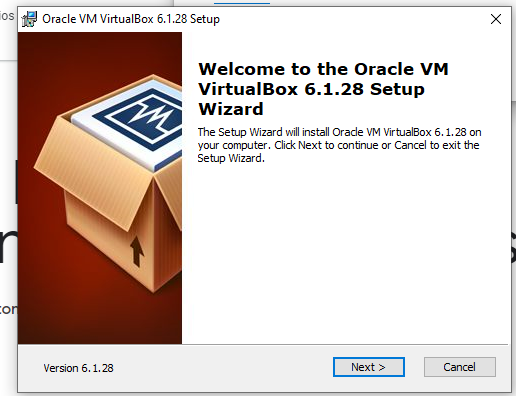 Oracle VM VirtualBox 6.1.28 Setup
Welcome to the Oracle VM
VirtualBox 6.1.28 Setup
Wizard
The Setup Wizard will install Oracle VM VirtualBox 6.1.28 on
your computer. Click Next to continue or Cancel to exit the
Setup Wizard.
Version 6.1.28
Next >
Cancel